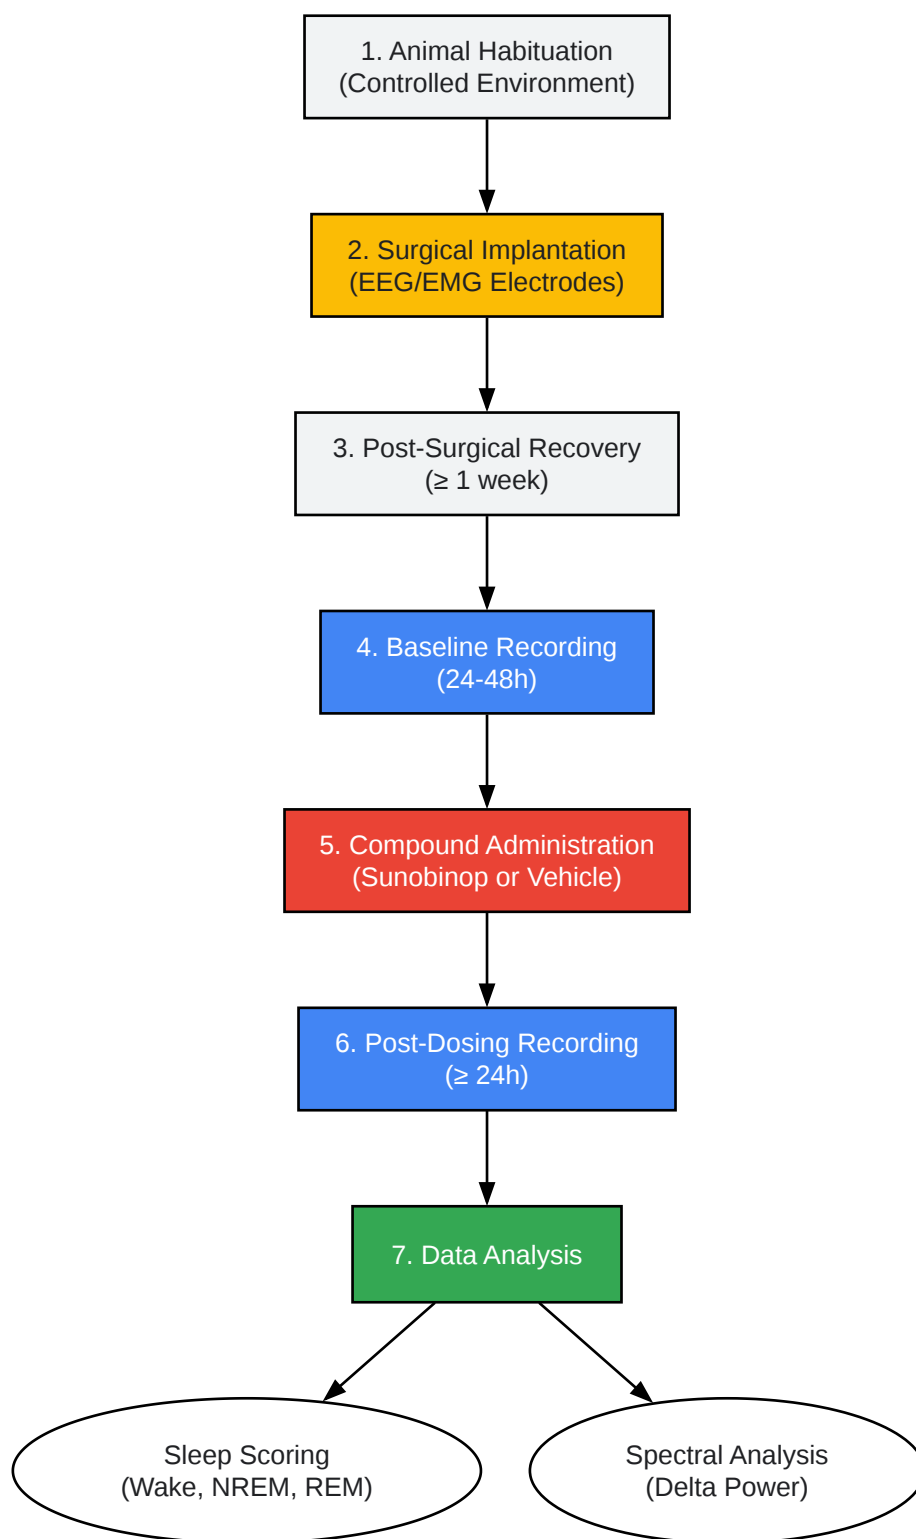 1. Animal Habituation
(Controlled Environment)
2. Surgical Implantation
(EEG/EMG Electrodes)
3. Post-Surgical Recovery
(≥ 1 week)
4. Baseline Recording
(24-48h)
5. Compound Administration
(Sunobinop or Vehicle)
6. Post-Dosing Recording
(≥ 24h)
7. Data Analysis
Sleep Scoring
(Wake, NREM, REM)
Spectral Analysis
(Delta Power)